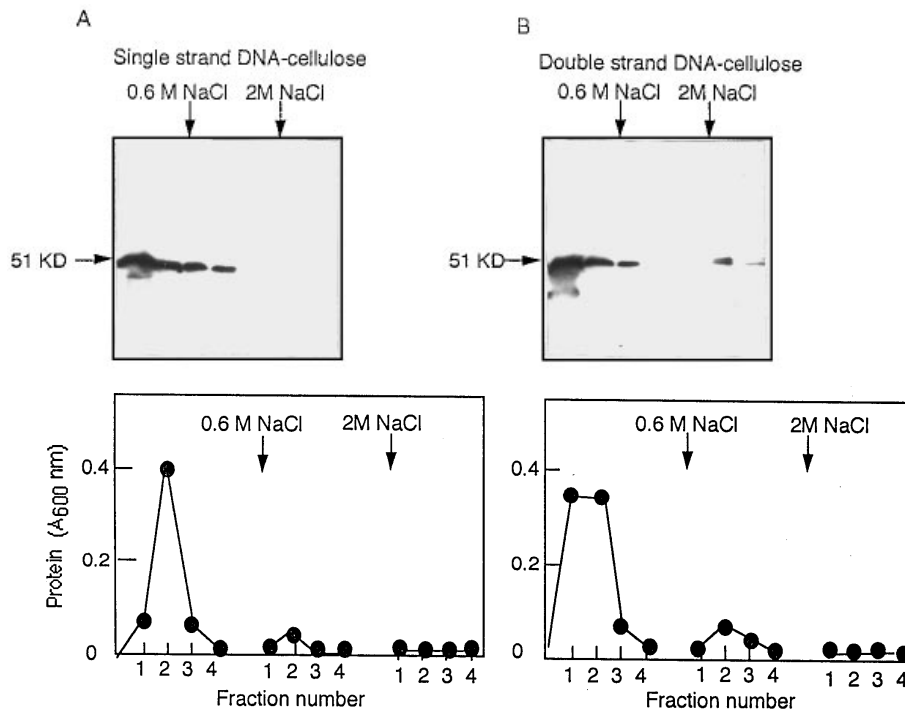 A
Single strand DNA-cellulose
0.6 M NaCl 2M NaCl
51 KD
0.6 M NaCl 2M NaCl
Protein (A600 nm)
0.4
0.2
0
1 2 3 4 1 2 3 4 1 2 3 4
Fraction number
B
Double strand DNA-cellulose
0.6 M NaCl 2M NaCl
51 KD
0.6 M NaCl 2M NaCl
0.4
0.2
0
1 2 3 4 1 2 3 4 1 2 3 4
Fraction number